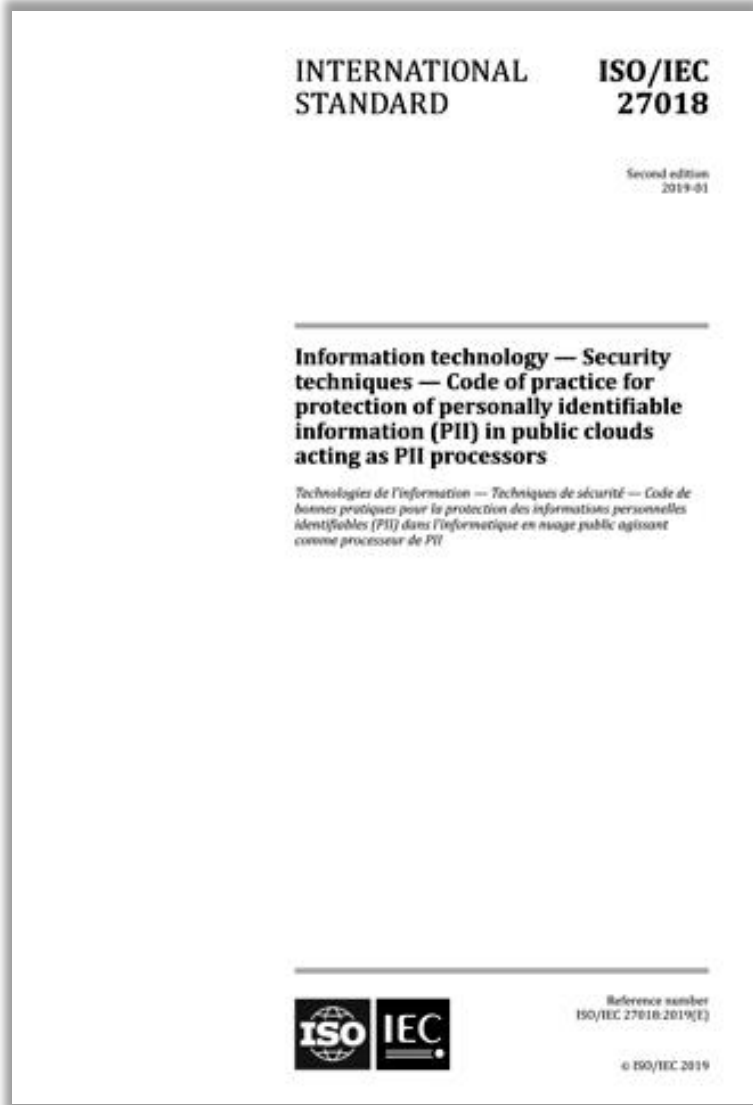 INTERNATIONAL STANDARD
ISO/IEC 27018
Second edition
2019-01
Information technology — Security
techniques — Code of practice for
protection of personally identifiable
information (PII) in public clouds
acting as PII processors
Technologies de l'information — Techniques de sécurité — Code de
bonnes pratiques pour la protection des informations personnelles
identifiables (PII) dans l'informatique en nuage public agissant
comme processeur de PII
ISO
IEC
Reference number
ISO/IEC 27018:2019(E)
© ISO/IEC 2019